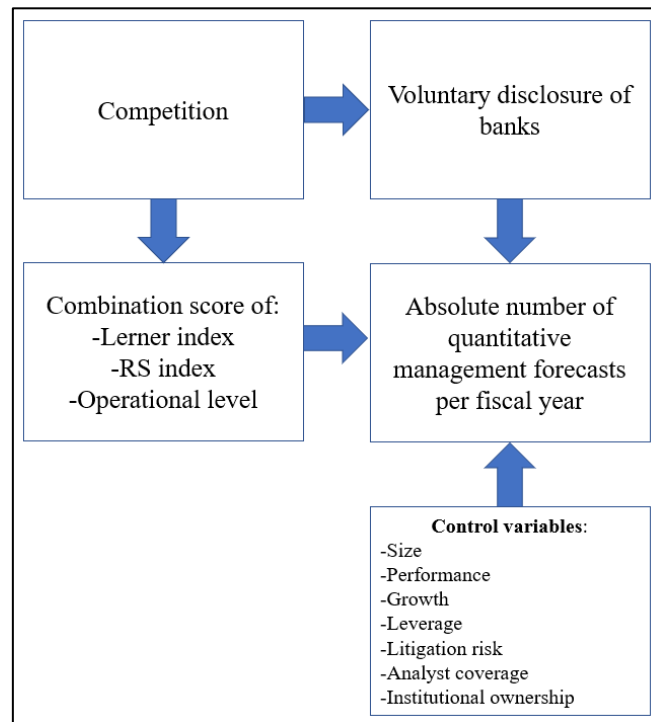 Competition
Voluntary disclosure of
banks
Combination score of:
-Lerner index
-RS index
-Operational level
Absolute number of
quantitative
management forecasts
per fiscal year
Control variables:
-Size
-Performance
-Growth
-Leverage
-Litigation risk
-Analyst coverage
-Institutional ownership